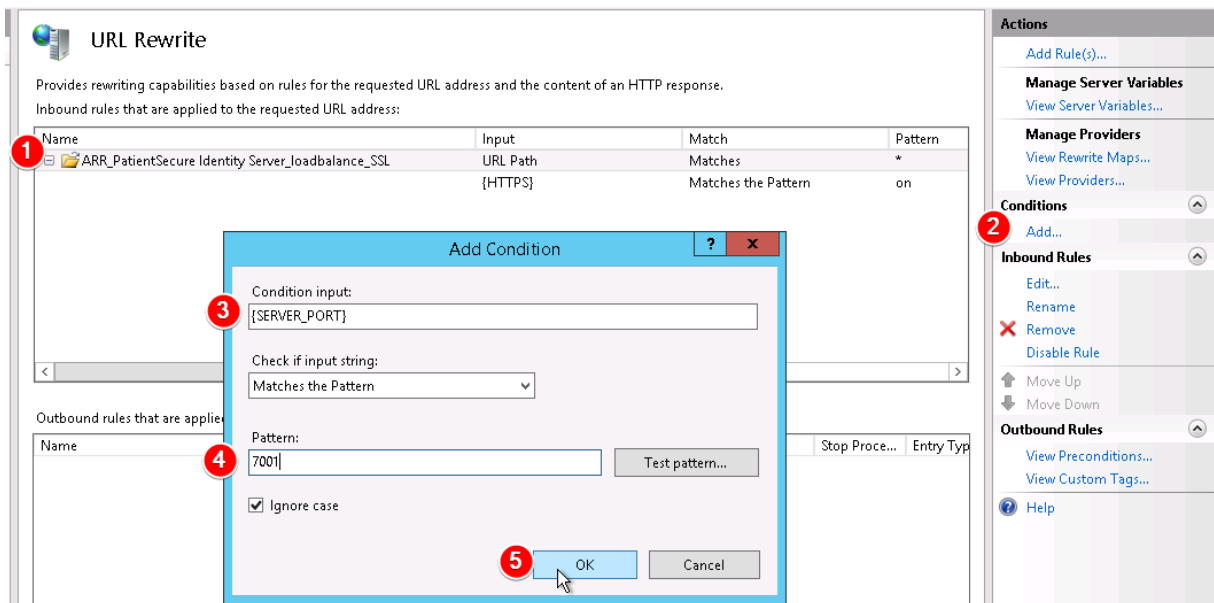 URL Rewrite
Provides rewriting capabilities based on rules for the requested URL address and the content of an HTTP response.
Inbound rules that are applied to the requested URL address:
Name Input Match Pattern
1
ARR_PatientSecure Identity Server_loadbalance_SSL URL Path Matches *
{HTTPS} Matches the Pattern on
Add Condition ? x
Condition input:
3
{SERVER_PORT}
Check if input string:
Matches the Pattern
Pattern:
4
7001
Test pattern...
Ignore case
5
OK Cancel
Outbound rules that are applie
Name Stop Proce... Entry Typ
Actions
Add Rule(s)...
Manage Server Variables
View Server Variables...
Manage Providers
View Rewrite Maps...
View Providers...
Conditions
2
Add...
Inbound Rules
Edit...
Rename
Remove
Disable Rule
Move Up
Move Down
Outbound Rules
View Preconditions...
View Custom Tags...
Help